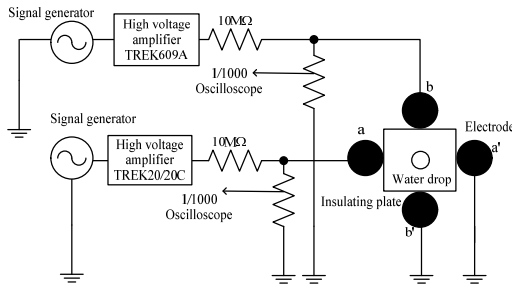 Signal generator
High voltage
amplifier
TREK609A
10MΩ
1/1000
Oscilloscope
b
Signal generator
High voltage
amplifier
TREK20/20C
10MΩ
1/1000
Oscilloscope
a
Electrode
a'
Water drop
Insulating plate
b'